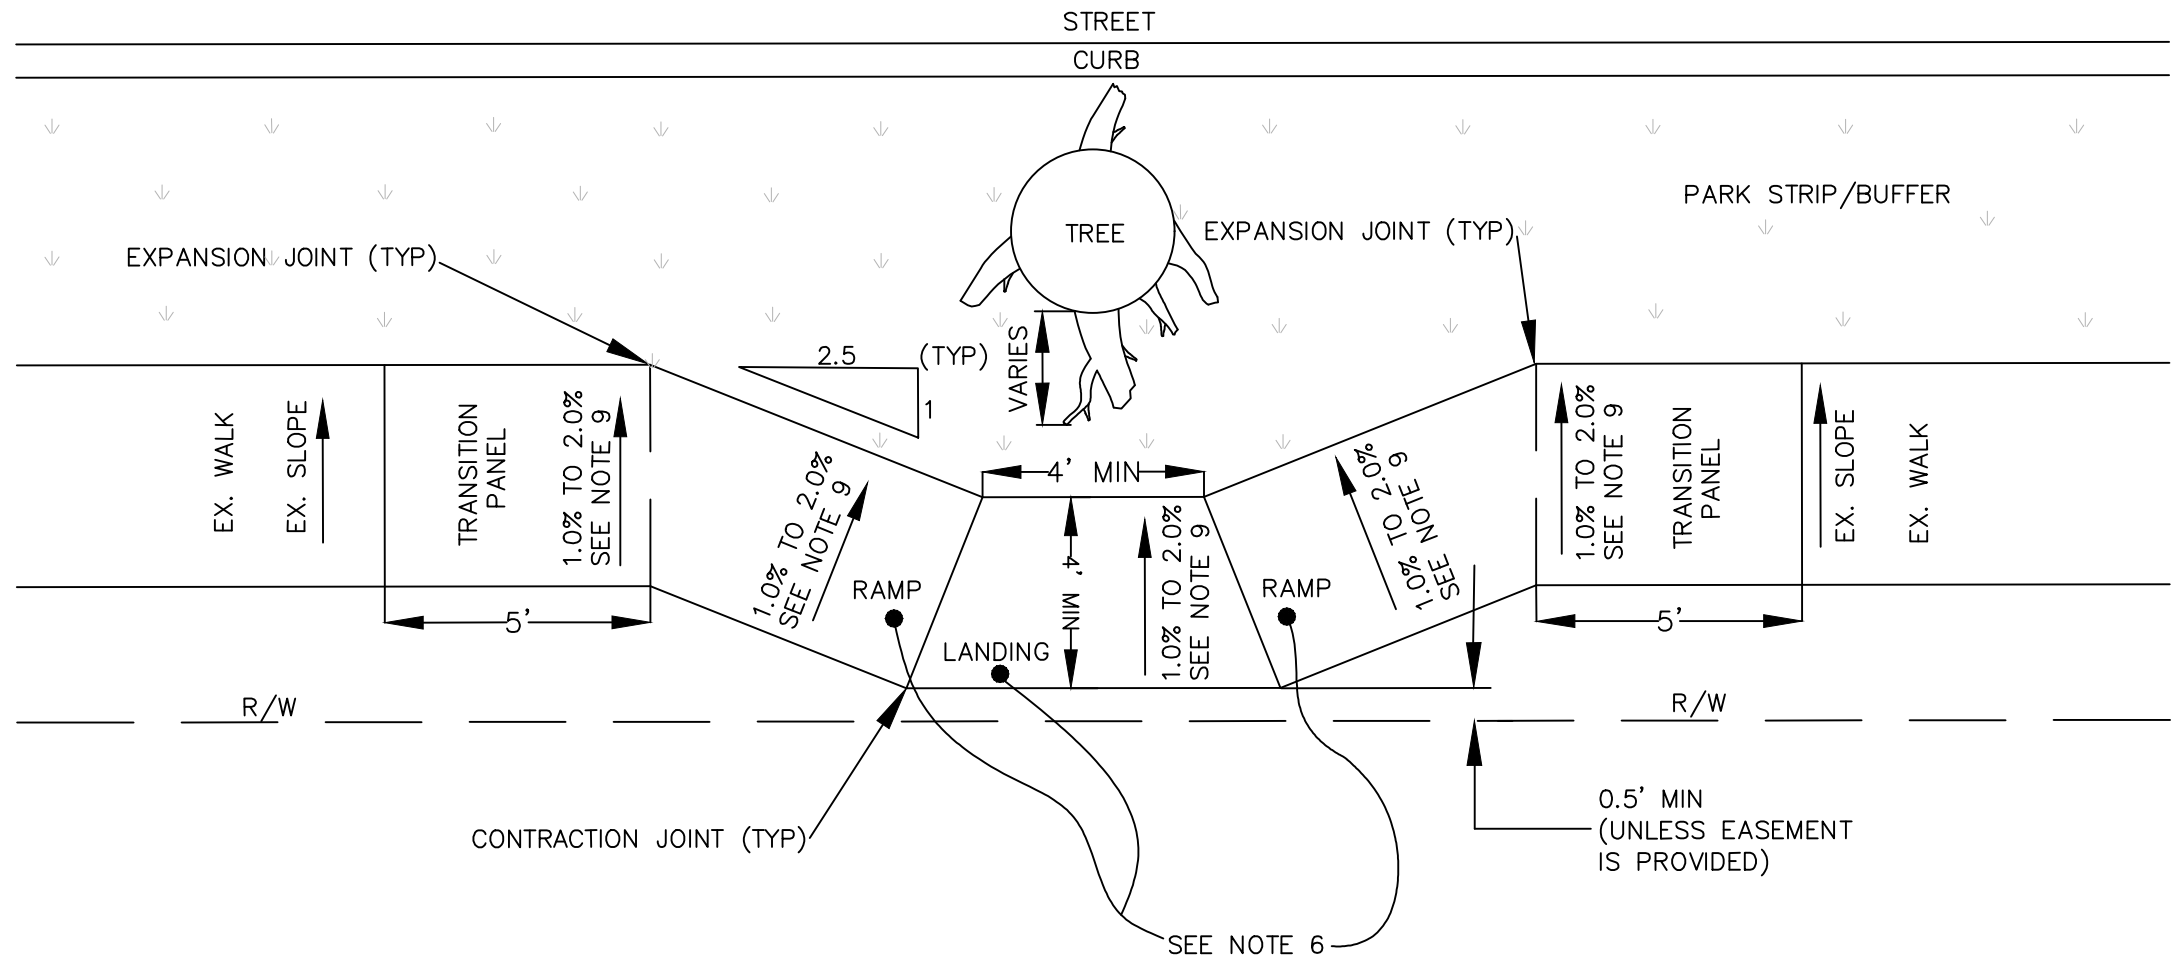 STREET
CURB
PARK STRIP/BUFFER
TREE
EXPANSION JOINT (TYP)
EXPANSION JOINT (TYP)
2.5
(TYP)
1
VARIES
EX. WALK
EX. SLOPE
TRANSITION
PANEL
1.0% TO 2.0%
SEE NOTE 9
1.0% TO 2.0%
SEE NOTE 9
4' MIN
4' MIN
1.0% TO 2.0%
SEE NOTE 9
1.0% TO 2.0%
SEE NOTE 9
1.0% TO 2.0%
SEE NOTE 9
TRANSITION
PANEL
EX. SLOPE
EX. WALK
RAMP
RAMP
5'
5'
LANDING
R/W
R/W
0.5' MIN
(UNLESS EASEMENT
IS PROVIDED)
CONTRACTION JOINT (TYP)
SEE NOTE 6